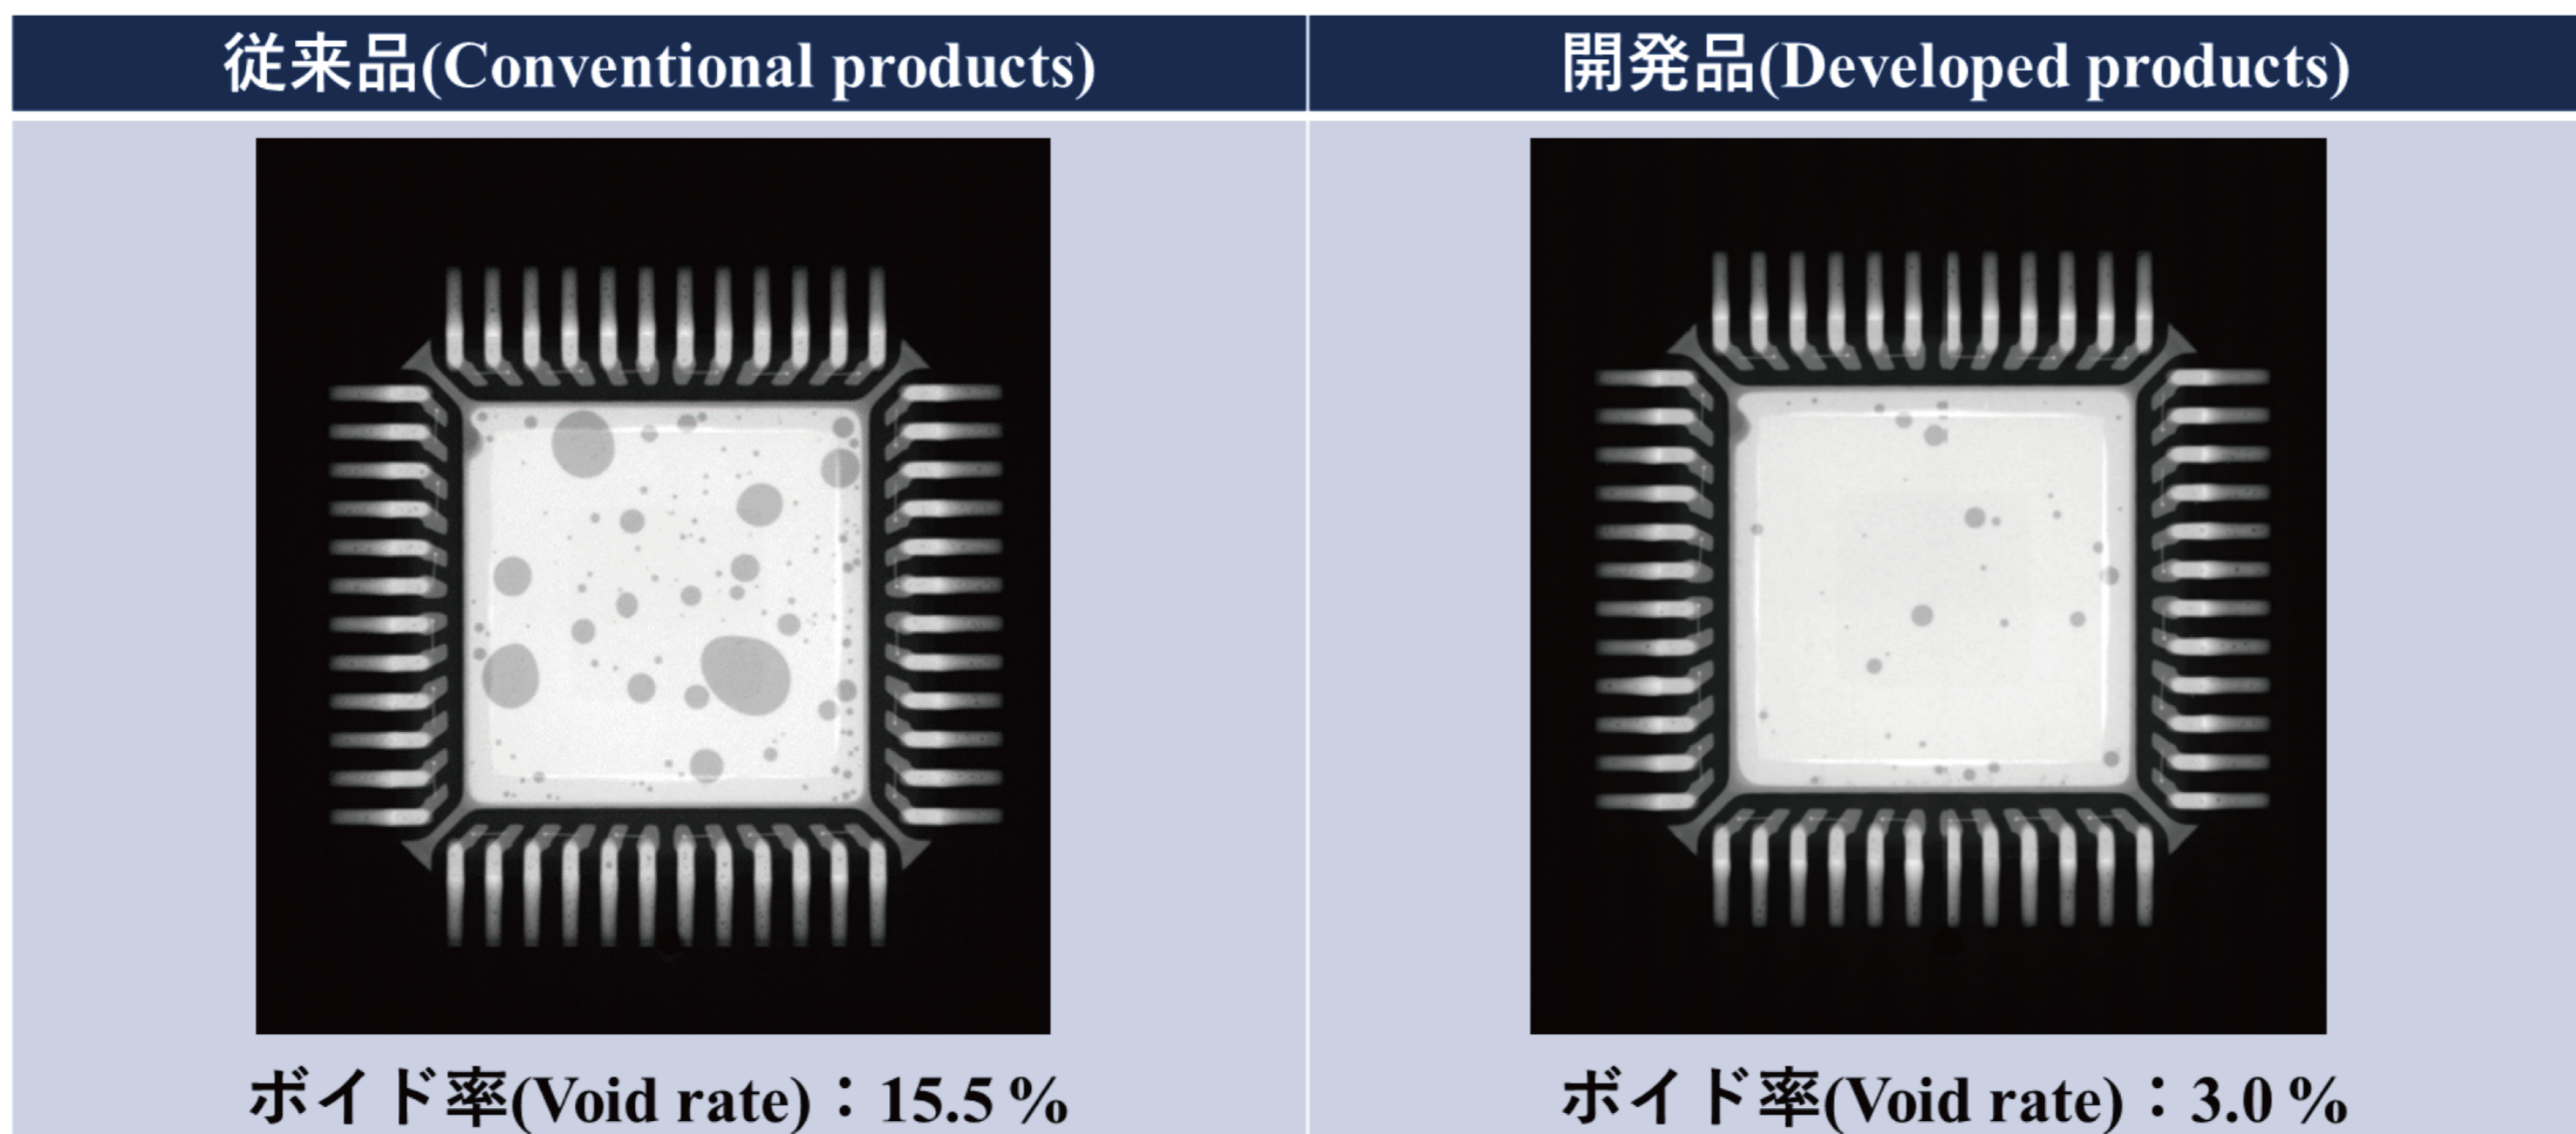 従来品(Conventional products)
開発品(Developed products)
ボイド率(Void rate)：15.5 %
ボイド率(Void rate)：3.0 %